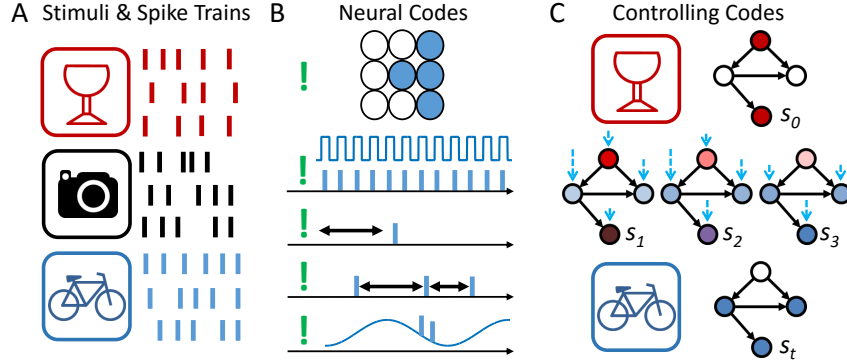 A Stimuli & Spike Trains
B Neural Codes
C Controlling Codes
!
!
!
!
!
s0
s1
s2
s3
st